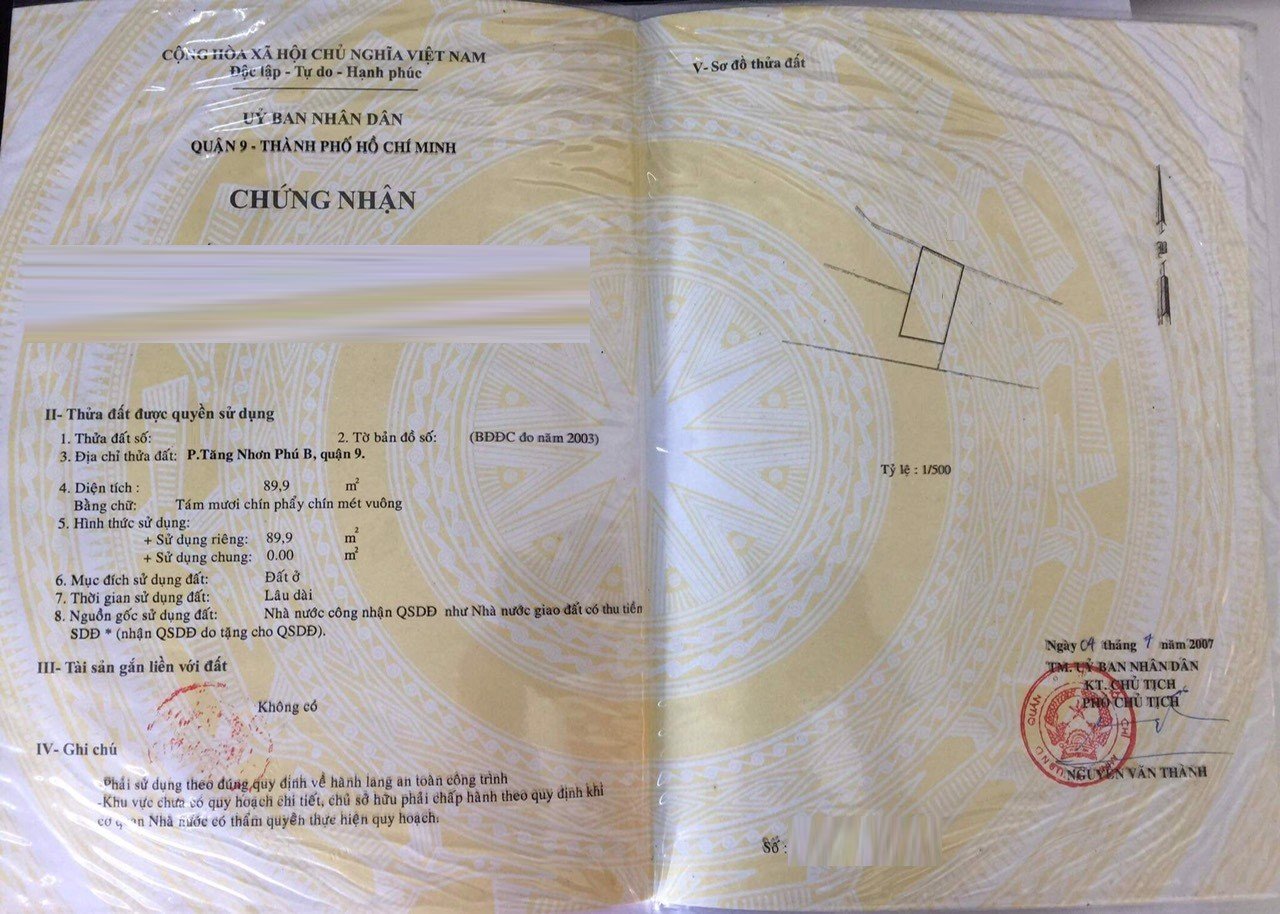 CỘNG HÒA XÃ HỘI CHỦ NGHĨA VIỆT NAM
Độc lập - Tự do - Hạnh phúc
UỶ BAN NHÂN DÂN
QUẬN 9 - THÀNH PHỐ HỒ CHÍ MINH
CHỨNG NHẬN
II- Thửa đất được quyền sử dụng
1. Thửa đất số: 2. Tờ bản đồ số: (BĐĐC đo năm 2003)
3. Địa chỉ thửa đất: P.Tăng Nhơn Phú B, quận 9.
4. Diện tích : 89,9 m²
Bằng chữ: Tám mươi chín phẩy chín mét vuông
5. Hình thức sử dụng:
+ Sử dụng riêng: 89,9 m²
+ Sử dụng chung: 0.00 m²
6. Mục đích sử dụng đất: Đất ở
7. Thời gian sử dụng đất: Lâu dài
8. Nguồn gốc sử dụng đất: Nhà nước công nhận QSDĐ như Nhà nước giao đất có thu tiền
SDĐ * (nhận QSDĐ do tặng cho QSDĐ).
III- Tài sản gắn liền với đất
Không có
IV- Ghi chú
-Phải sử dụng theo đúng quy định về hành lang an toàn công trình
-Khu vực chưa có quy hoạch chi tiết, chủ sở hữu phải chấp hành theo quy định khi
cơ quan Nhà nước có thẩm quyền thực hiện quy hoạch.
V- Sơ đồ thửa đất
Tỷ lệ : 1/500
Ngày 04 tháng năm 2007
TM. UỶ BAN NHÂN DÂN
KT. CHỦ TỊCH
PHÓ CHỦ TỊCH
NGUYỄN VĂN THÀNH
Số :